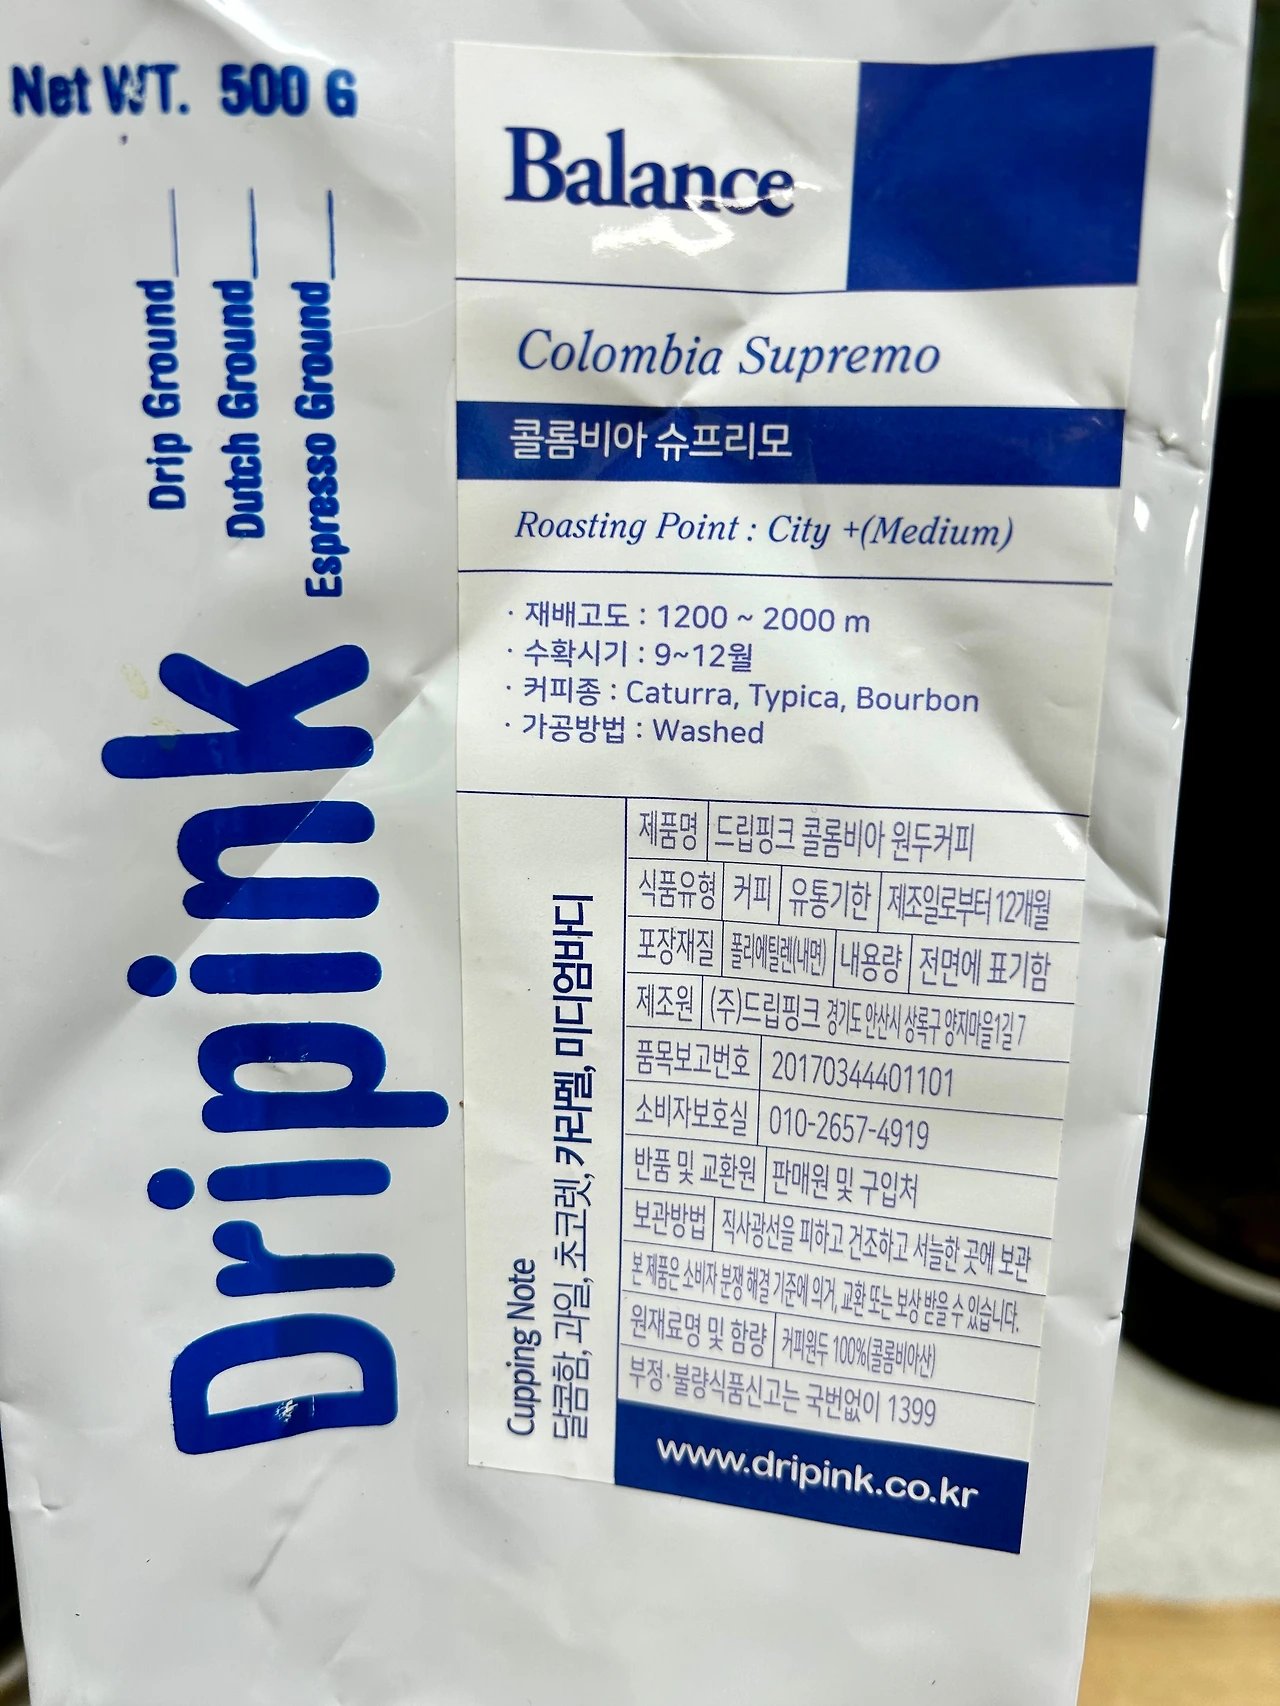 Net WT. 500 G
Drip Ground___
Dutch Ground___
Espresso Ground___
Dripink
Balance
Colombia Supremo
콜롬비아 슈프리모
Roasting Point : City +(Medium)
· 재배고도 : 1200 ~ 2000 m
· 수확시기 : 9~12월
· 커피종 : Caturra, Typica, Bourbon
· 가공방법 : Washed
Cupping Note
달콤함, 과일, 초코렛, 카라멜, 미디엄바디
제품명 드립핑크 콜롬비아 원두커피
식품유형 커피 유통기한 제조일로부터 12개월
포장재질 폴리에틸렌(내면) 내용량 전면에 표기함
제조원 (주)드립핑크 경기도 안산시 상록구 양지마을1길 7
품목보고번호 20170344401101
소비자보호실 010-2657-4919
반품 및 교환원 판매원 및 구입처
보관방법 직사광선을 피하고 건조하고 서늘한 곳에 보관
본 제품은 소비자 분쟁 해결 기준에 의거, 교환 또는 보상 받을 수 있습니다.
원재료명 및 함량 커피원두 100%(콜롬비아산)
부정·불량식품신고는 국번없이 1399
www.dripink.co.kr